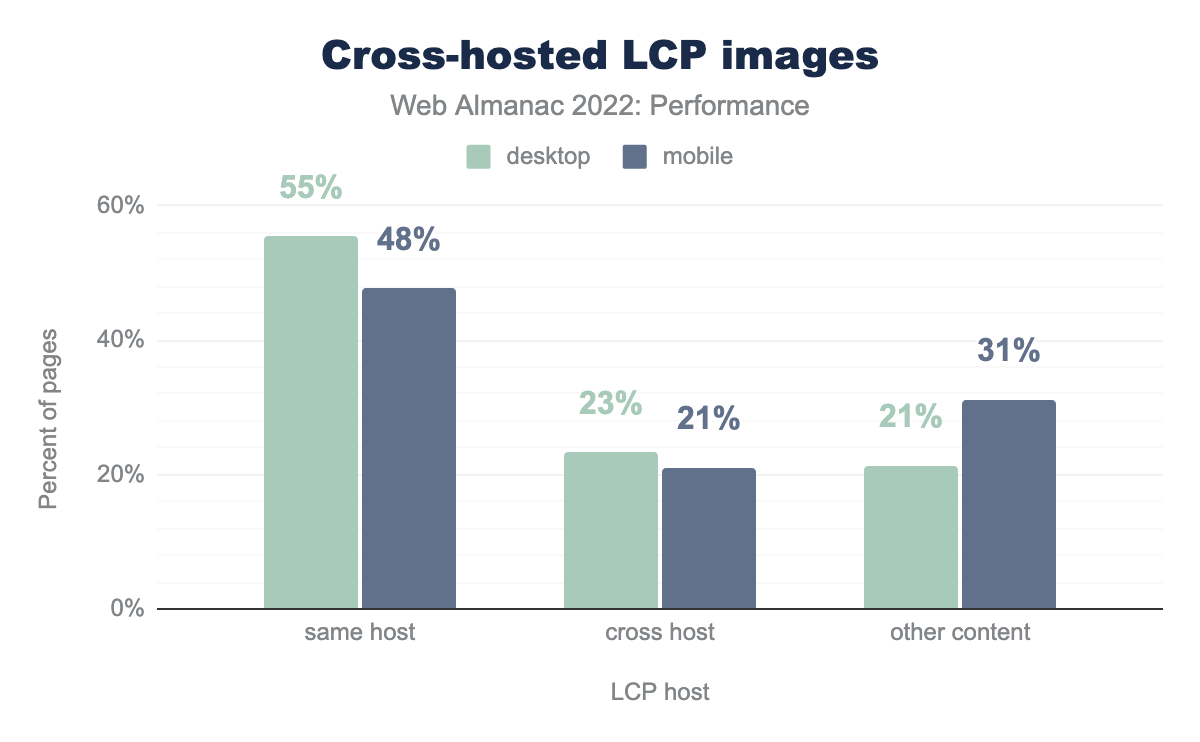 Cross-hosted LCP images
Web Almanac 2022: Performance
desktop mobile
55%
60%
48%
40%
31%
23%
21%
21%
20%
0%
Percent of pages
same host cross host other content
LCP host